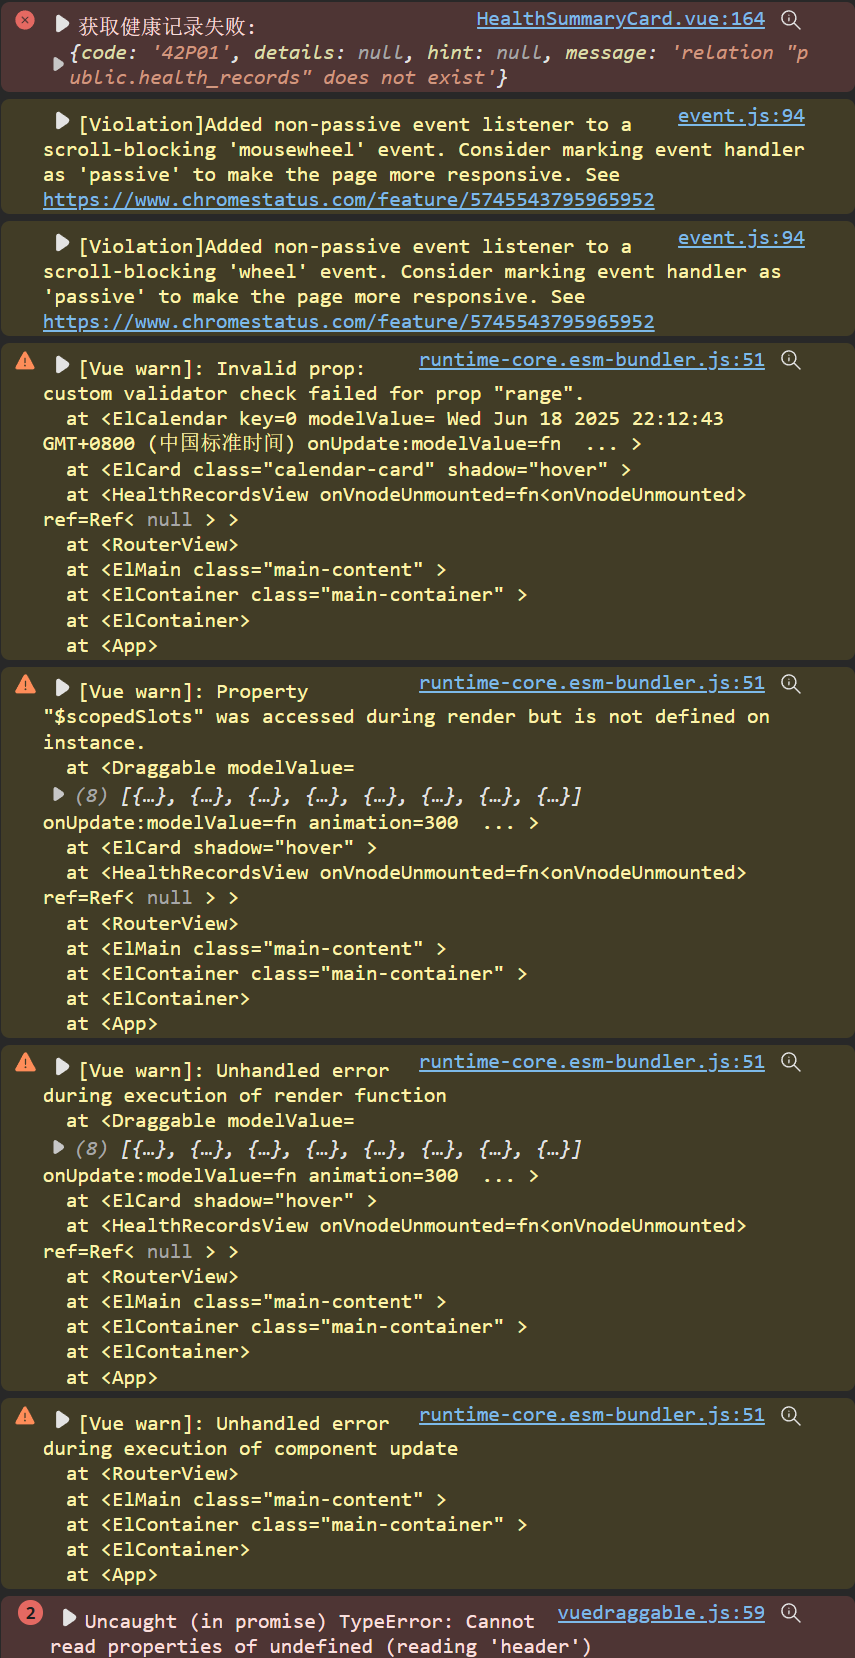 获取健康记录失败: HealthSummaryCard.vue:164
{code: '42P01', details: null, hint: null, message: 'relation "p
ublic.health_records" does not exist'}
[Violation]Added non-passive event listener to a event.js:94
scroll-blocking 'mousewheel' event. Consider marking event handler
as 'passive' to make the page more responsive. See
https://www.chromestatus.com/feature/5745543795965952
[Violation]Added non-passive event listener to a event.js:94
scroll-blocking 'wheel' event. Consider marking event handler as
'passive' to make the page more responsive. See
https://www.chromestatus.com/feature/5745543795965952
[Vue warn]: Invalid prop: runtime-core.esm-bundler.js:51
custom validator check failed for prop "range".
at <ElCalendar key=0 modelValue= Wed Jun 18 2025 22:12:43
GMT+0800 (中国标准时间) onUpdate:modelValue=fn ... >
at <ElCard class="calendar-card" shadow="hover" >
at <HealthRecordsView onVnodeUnmounted=fn<onVnodeUnmounted>
ref=Ref< null > >
at <RouterView>
at <ElMain class="main-content" >
at <ElContainer class="main-container" >
at <ElContainer>
at <App>
[Vue warn]: Property runtime-core.esm-bundler.js:51
"$scopedSlots" was accessed during render but is not defined on
instance.
at <Draggable modelValue=
(8) [{…}, {…}, {…}, {…}, {…}, {…}, {…}, {…}]
onUpdate:modelValue=fn animation=300 ... >
at <ElCard shadow="hover" >
at <HealthRecordsView onVnodeUnmounted=fn<onVnodeUnmounted>
ref=Ref< null > >
at <RouterView>
at <ElMain class="main-content" >
at <ElContainer class="main-container" >
at <ElContainer>
at <App>
[Vue warn]: Unhandled error runtime-core.esm-bundler.js:51
during execution of render function
at <Draggable modelValue=
(8) [{…}, {…}, {…}, {…}, {…}, {…}, {…}, {…}]
onUpdate:modelValue=fn animation=300 ... >
at <ElCard shadow="hover" >
at <HealthRecordsView onVnodeUnmounted=fn<onVnodeUnmounted>
ref=Ref< null > >
at <RouterView>
at <ElMain class="main-content" >
at <ElContainer class="main-container" >
at <ElContainer>
at <App>
[Vue warn]: Unhandled error runtime-core.esm-bundler.js:51
during execution of component update
at <RouterView>
at <ElMain class="main-content" >
at <ElContainer class="main-container" >
at <ElContainer>
at <App>
2 Uncaught (in promise) TypeError: Cannot vuedraggable.js:59
read properties of undefined (reading 'header')